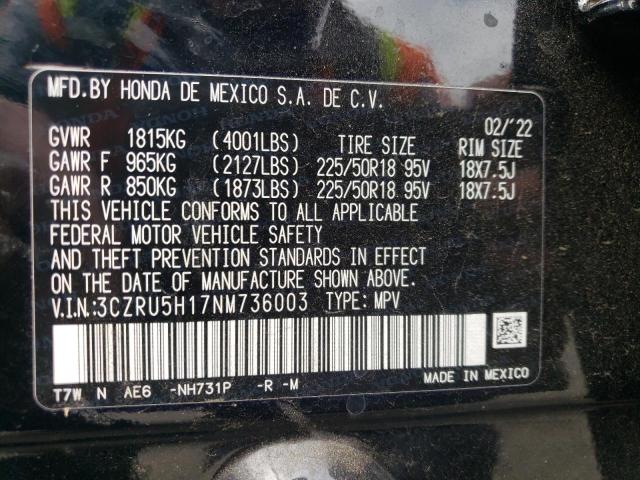 MFD.BY HONDA DE MEXICO S.A. DE C.V.
02/'22
GVWR 1815KG (4001LBS) TIRE SIZE RIM SIZE
GAWR F 965KG (2127LBS) 225/50R18 95V 18X7.5J
GAWR R 850KG (1873LBS) 225/50R18 95V 18X7.5J
THIS VEHICLE CONFORMS TO ALL APPLICABLE
FEDERAL MOTOR VEHICLE SAFETY
AND THEFT PREVENTION STANDARDS IN EFFECT
ON THE DATE OF MANUFACTURE SHOWN ABOVE.
V.IN.:3CZRU5H17NM736003 TYPE: MPV
T7W N AE6 -NH731P -R -M MADE IN MEXICO